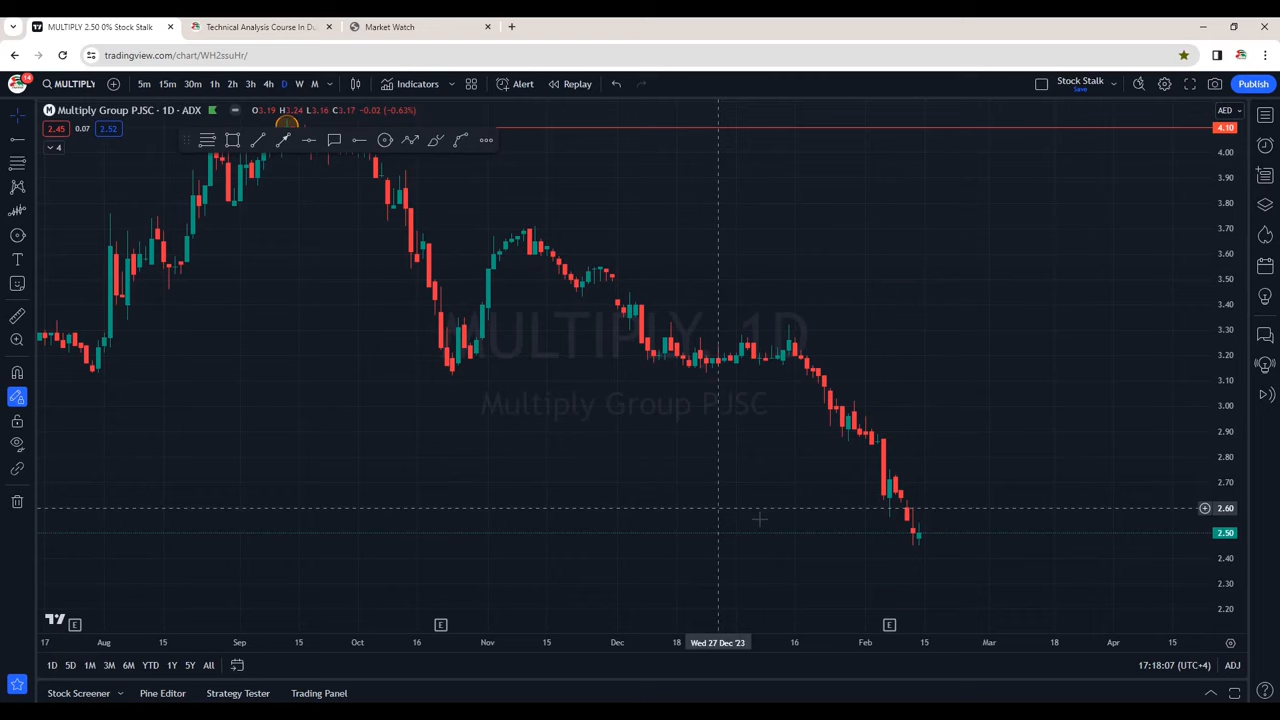 MULTIPLY 2.50 0% Stock Stalk
Technical Analysis Course In Du
Market Watch
tradingview.com/chart/WH2ssuHr/
14
MULTIPLY
5m 15m 30m 1h 2h 3h 4h D W M
Indicators
Alert
Replay
Stock Stalk
Save
Publish
Multiply Group PJSC · 1D · ADX
O3.19 H3.24 L3.16 C3.17 -0.02 (-0.63%)
AED
2.45 0.07 2.52
4
4.10
4.00
3.90
3.80
3.70
3.60
3.50
3.40
3.30
3.20
3.10
3.00
2.90
2.80
2.70
2.60
2.50
2.40
2.30
2.20
MULTIPLY, 1D
Multiply Group PJSC
E E E
17 Aug 15 Sep 15 Oct 16 Nov 15 Dec 18 Wed 27 Dec '23 16 Feb 15 Mar 18 Apr 15
1D 5D 1M 3M 6M YTD 1Y 5Y All
17:18:07 (UTC+4) ADJ
Stock Screener Pine Editor Strategy Tester Trading Panel